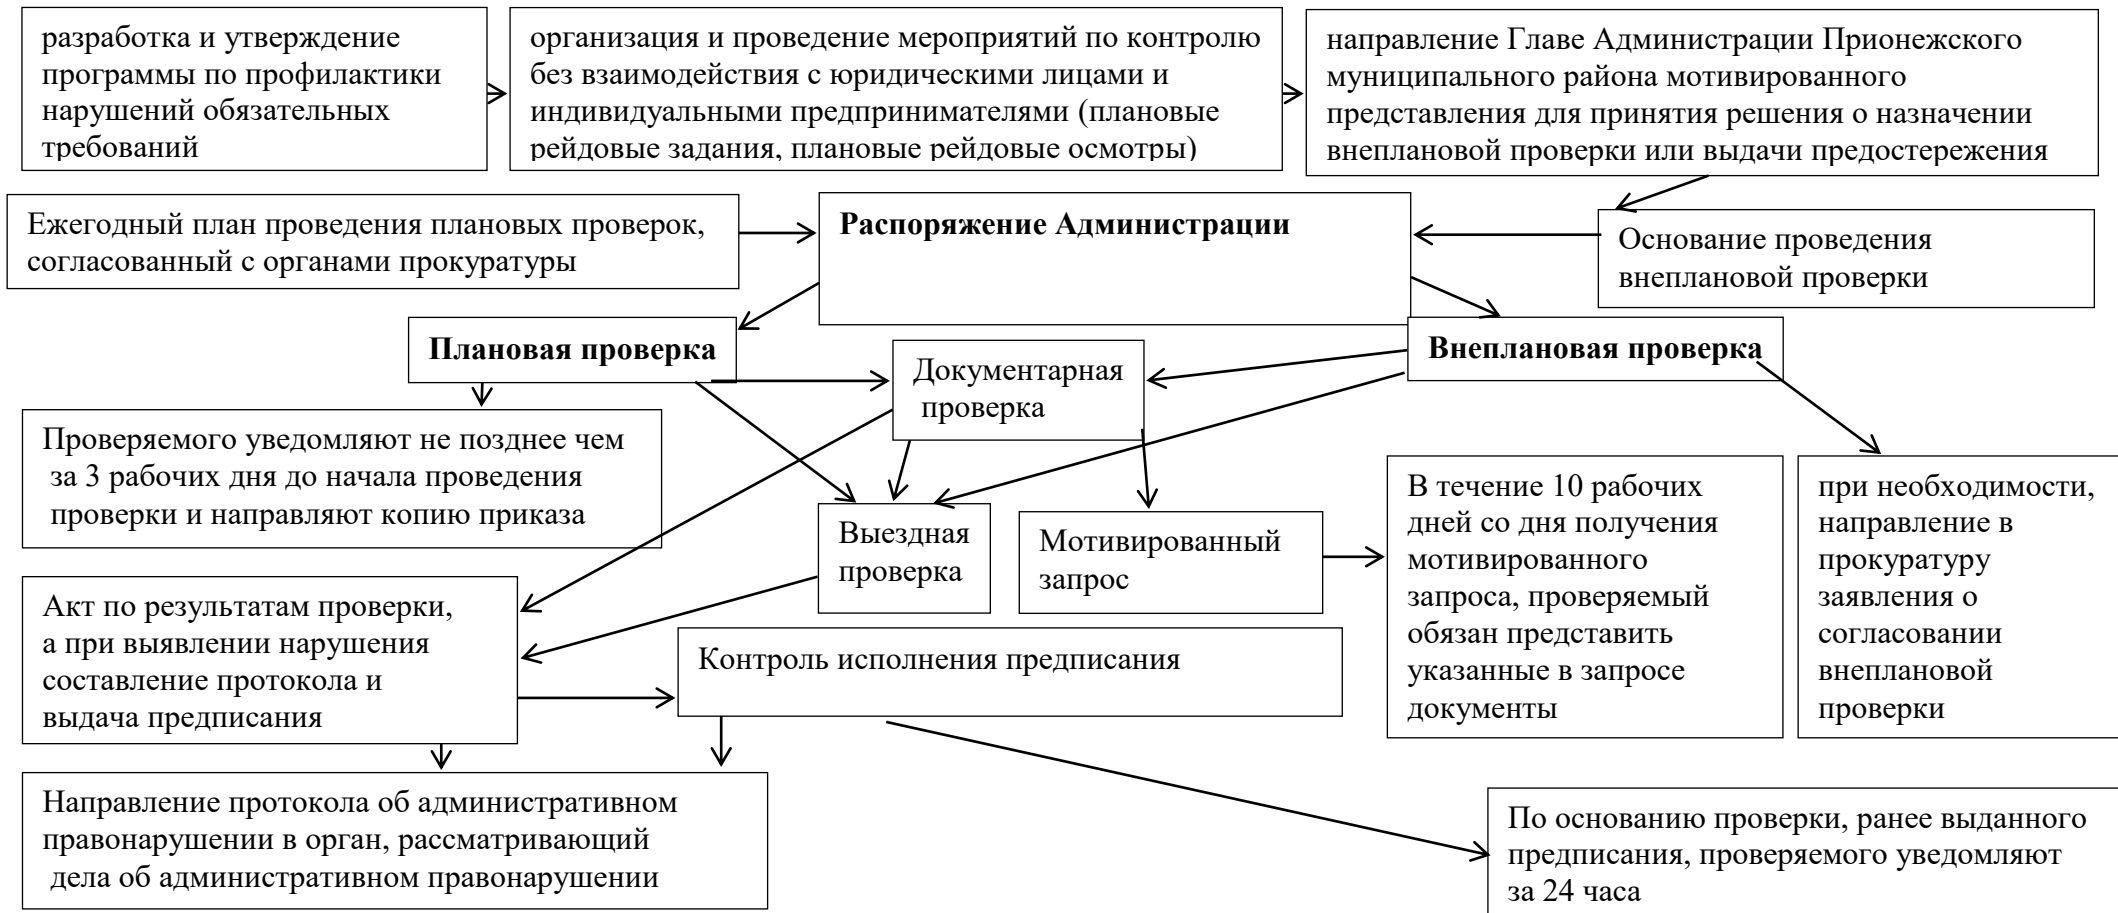 разработка и утверждение
программы по профилактики
нарушений обязательных
требований
организация и проведение мероприятий по контролю
без взаимодействия с юридическими лицами и
индивидуальными предпринимателями (плановые
рейдовые задания, плановые рейдовые осмотры)
направление Главе Администрации Прионежского
муниципального района мотивированного
представления для принятия решения о назначении
внеплановой проверки или выдачи предостережения
Ежегодный план проведения плановых проверок,
согласованный с органами прокуратуры
Распоряжение Администрации
Основание проведения
внеплановой проверки
Плановая проверка
Документарная
проверка
Внеплановая проверка
Проверяемого уведомляют не позднее чем
за 3 рабочих дня до начала проведения
проверки и направляют копию приказа
Выездная
проверка
Мотивированный
запрос
В течение 10 рабочих
дней со дня получения
мотивированного
запроса, проверяемый
обязан представить
указанные в запросе
документы
при необходимости,
направление в
прокуратуру
заявления о
согласовании
внеплановой
проверки
Акт по результатам проверки,
а при выявлении нарушения
составление протокола и
выдача предписания
Контроль исполнения предписания
Направление протокола об административном
правонарушении в орган, рассматривающий
дела об административном правонарушении
По основанию проверки, ранее выданного
предписания, проверяемого уведомляют
за 24 часа